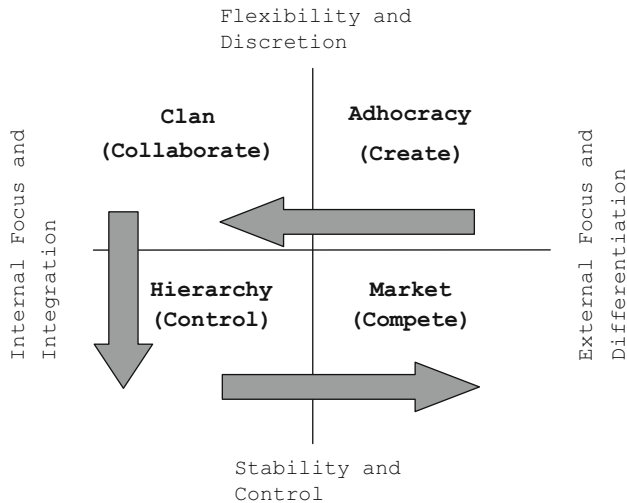 Flexibility and
Discretion
Clan
(Collaborate)
Adhocracy
(Create)
Internal Focus and
Integration
External Focus and
Differentiation
Hierarchy
(Control)
Market
(Compete)
Stability and
Control